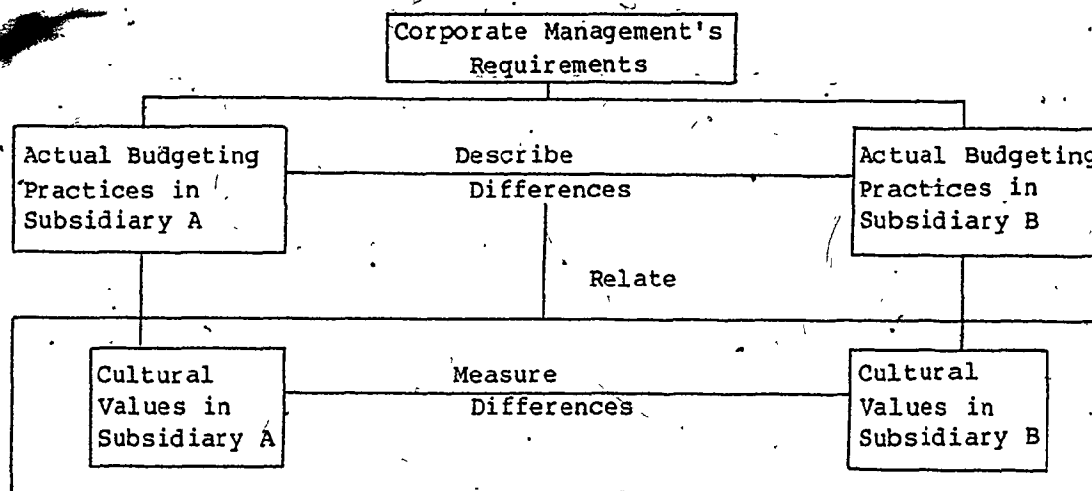 Corporate Management's
Requirements
Actual Budgeting
Practices in
Subsidiary A
Describe
Differences
Actual Budgeting
Practices in
Subsidiary B
Relate
Cultural
Values in
Subsidiary A
Measure
Differences
Cultural
Values in
Subsidiary B